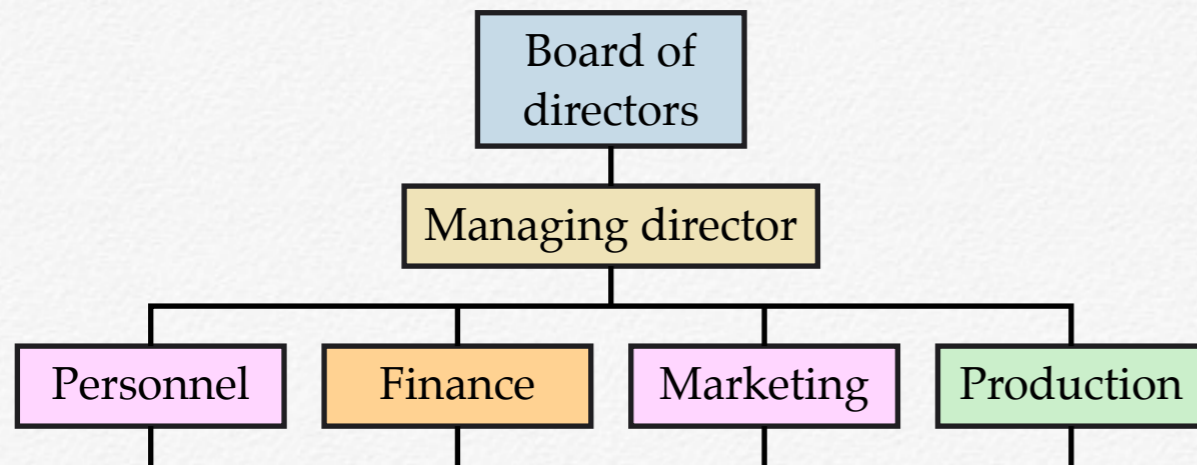 Board of
directors
Managing director
Personnel
Finance
Marketing
Production